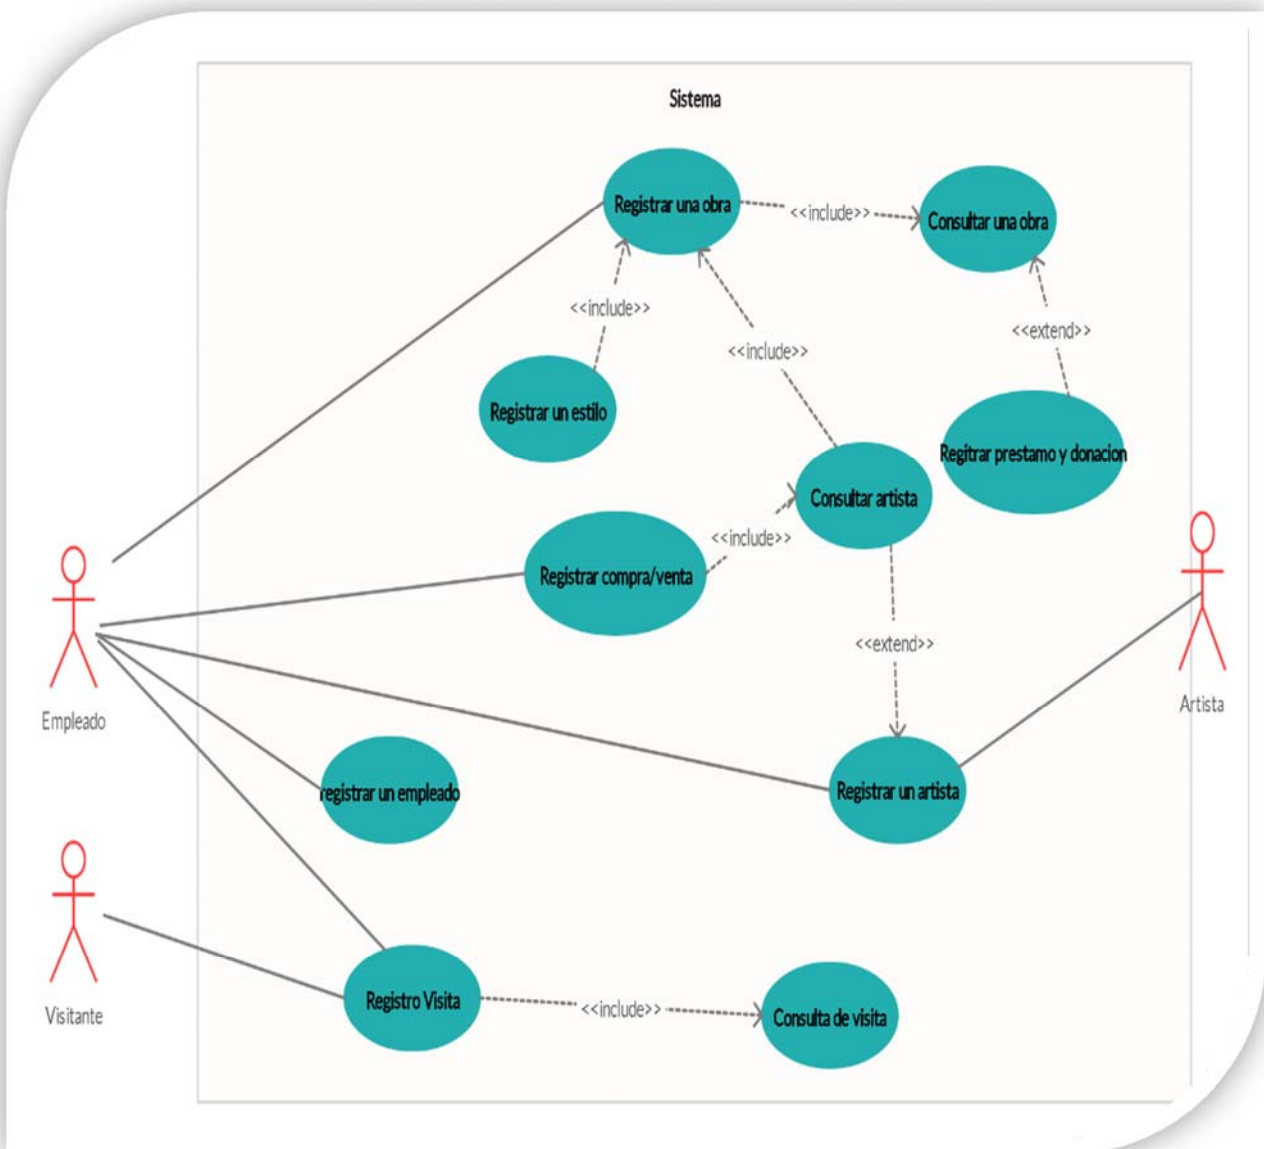 Sistema
Registrar una obra
<<include>>
Consultar una obra
<<include>>
<<extend>>
<<include>>
Registrar un estilo
Regitrar prestamo y donacion
Consultar artista
<<include>>
Registrar compra/venta
<<extend>>
Empleado
Artista
registrar un empleado
Registrar un artista
Registro Visita
<<include>>
Consulta de visita
Visitante